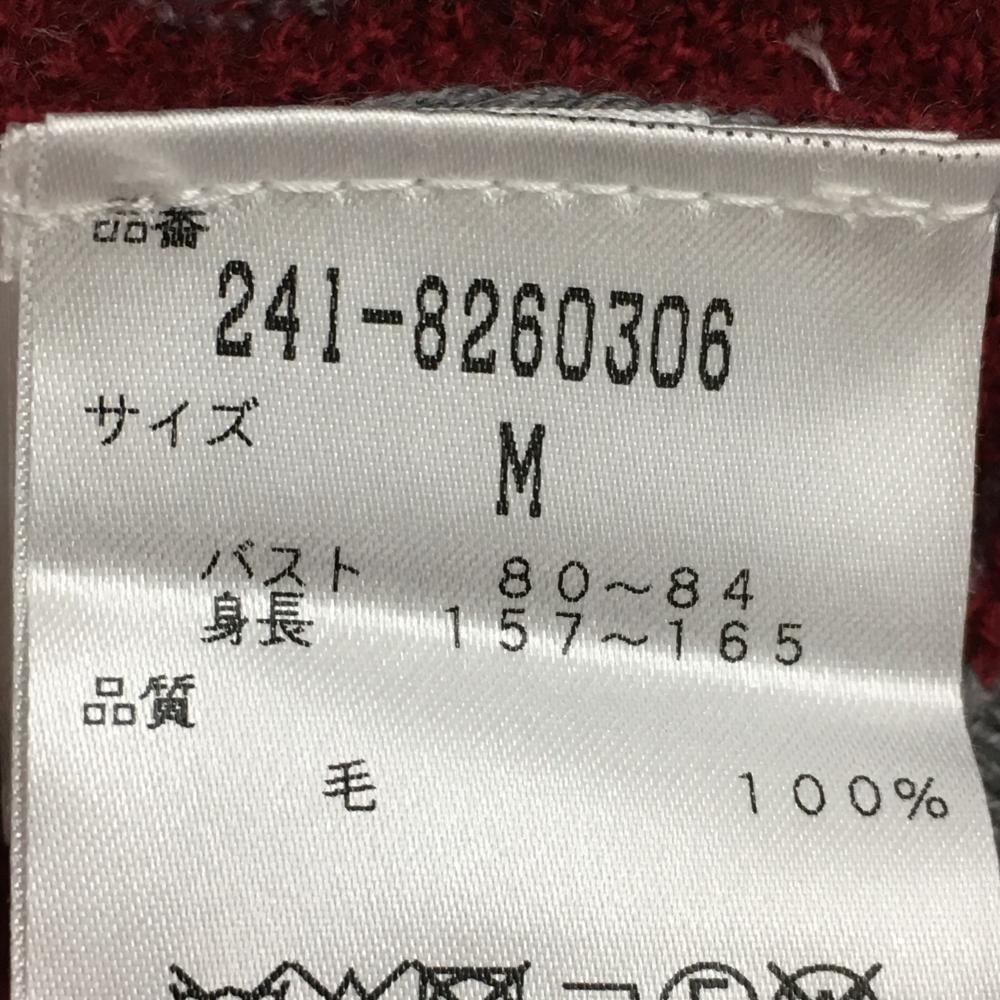 品番
241-8260306
サイズ
M
バスト 80〜84
身長 157〜165
品質
毛 100%